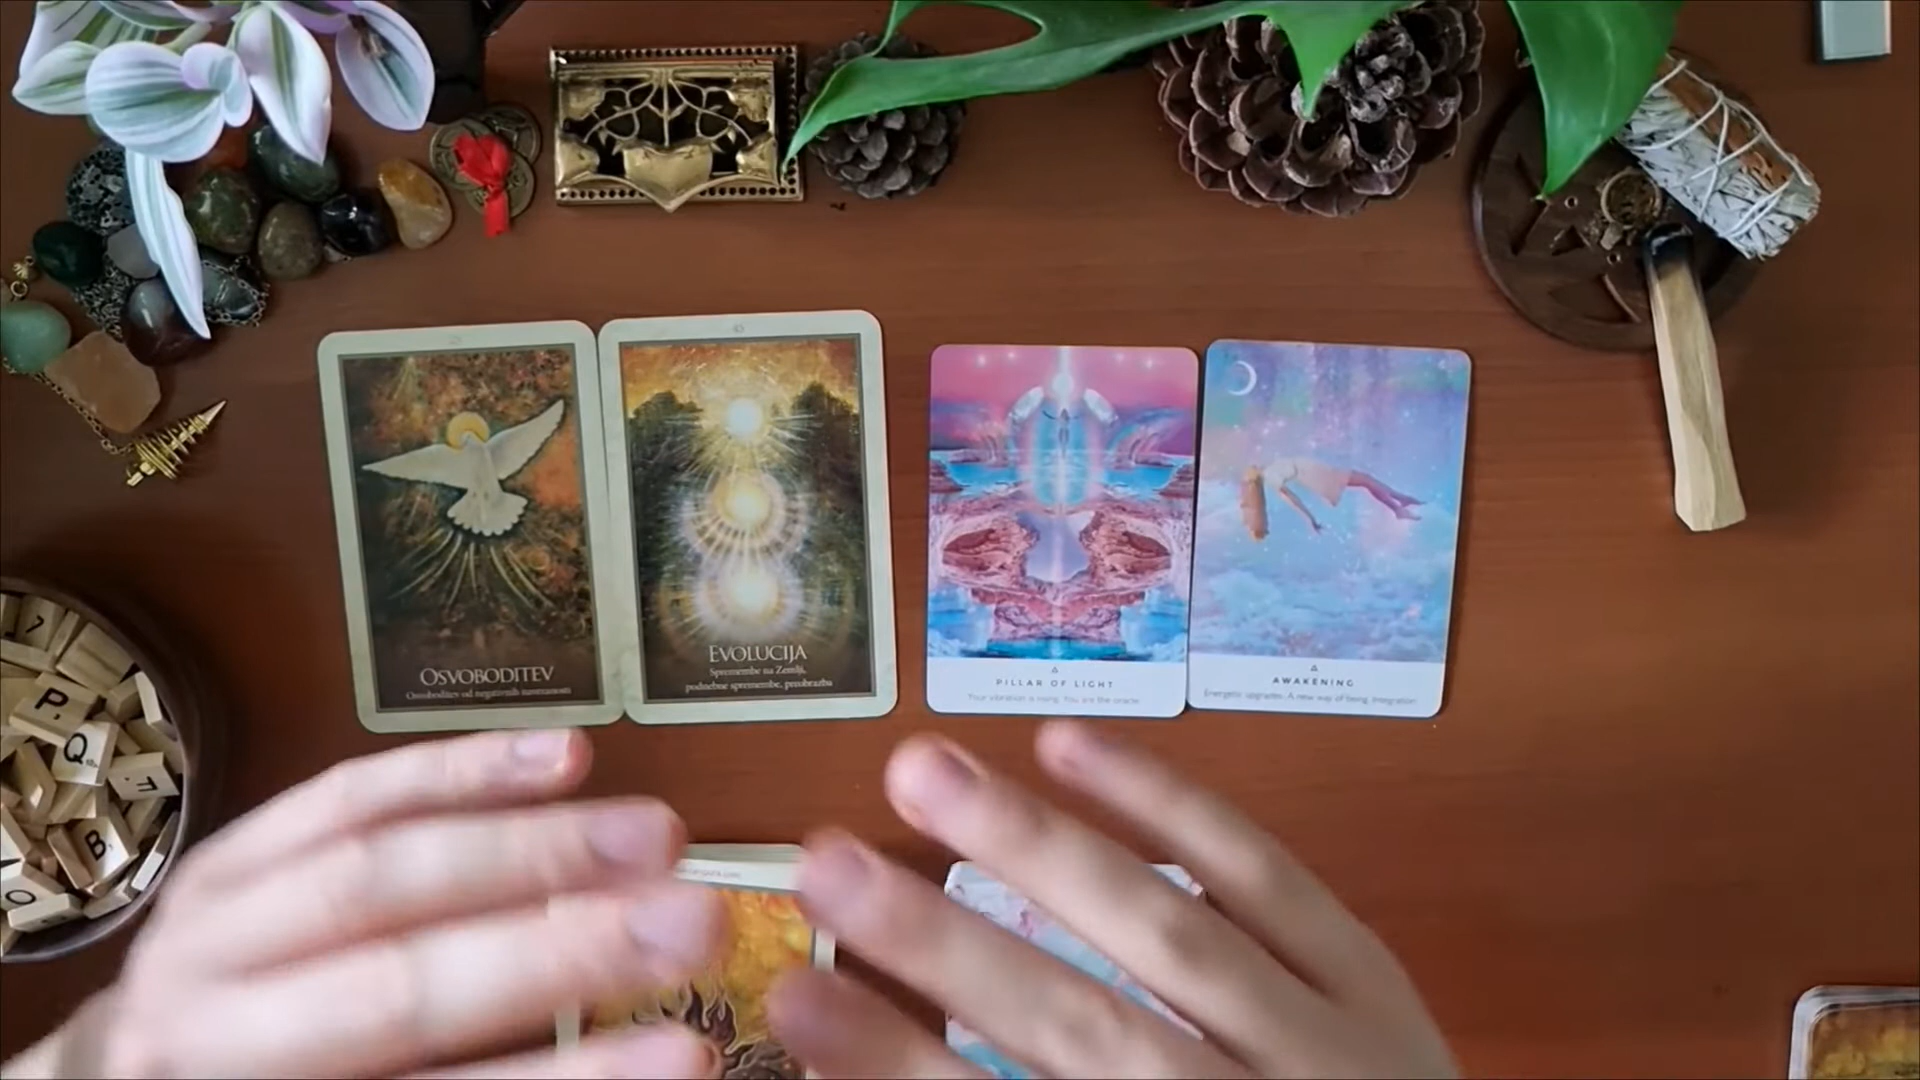 OSVOBODITEV
Osvoboditev od negativnih navezanosti
EVOLUCIJA
Spremembe na Zemlji,
podnebne spremembe, preobrazba
PILLAR OF LIGHT
Your vibration is rising. You are the oracle.
AWAKENING
Energetic upgrades. A new way of being. Integration.
P
Q
F
B
O